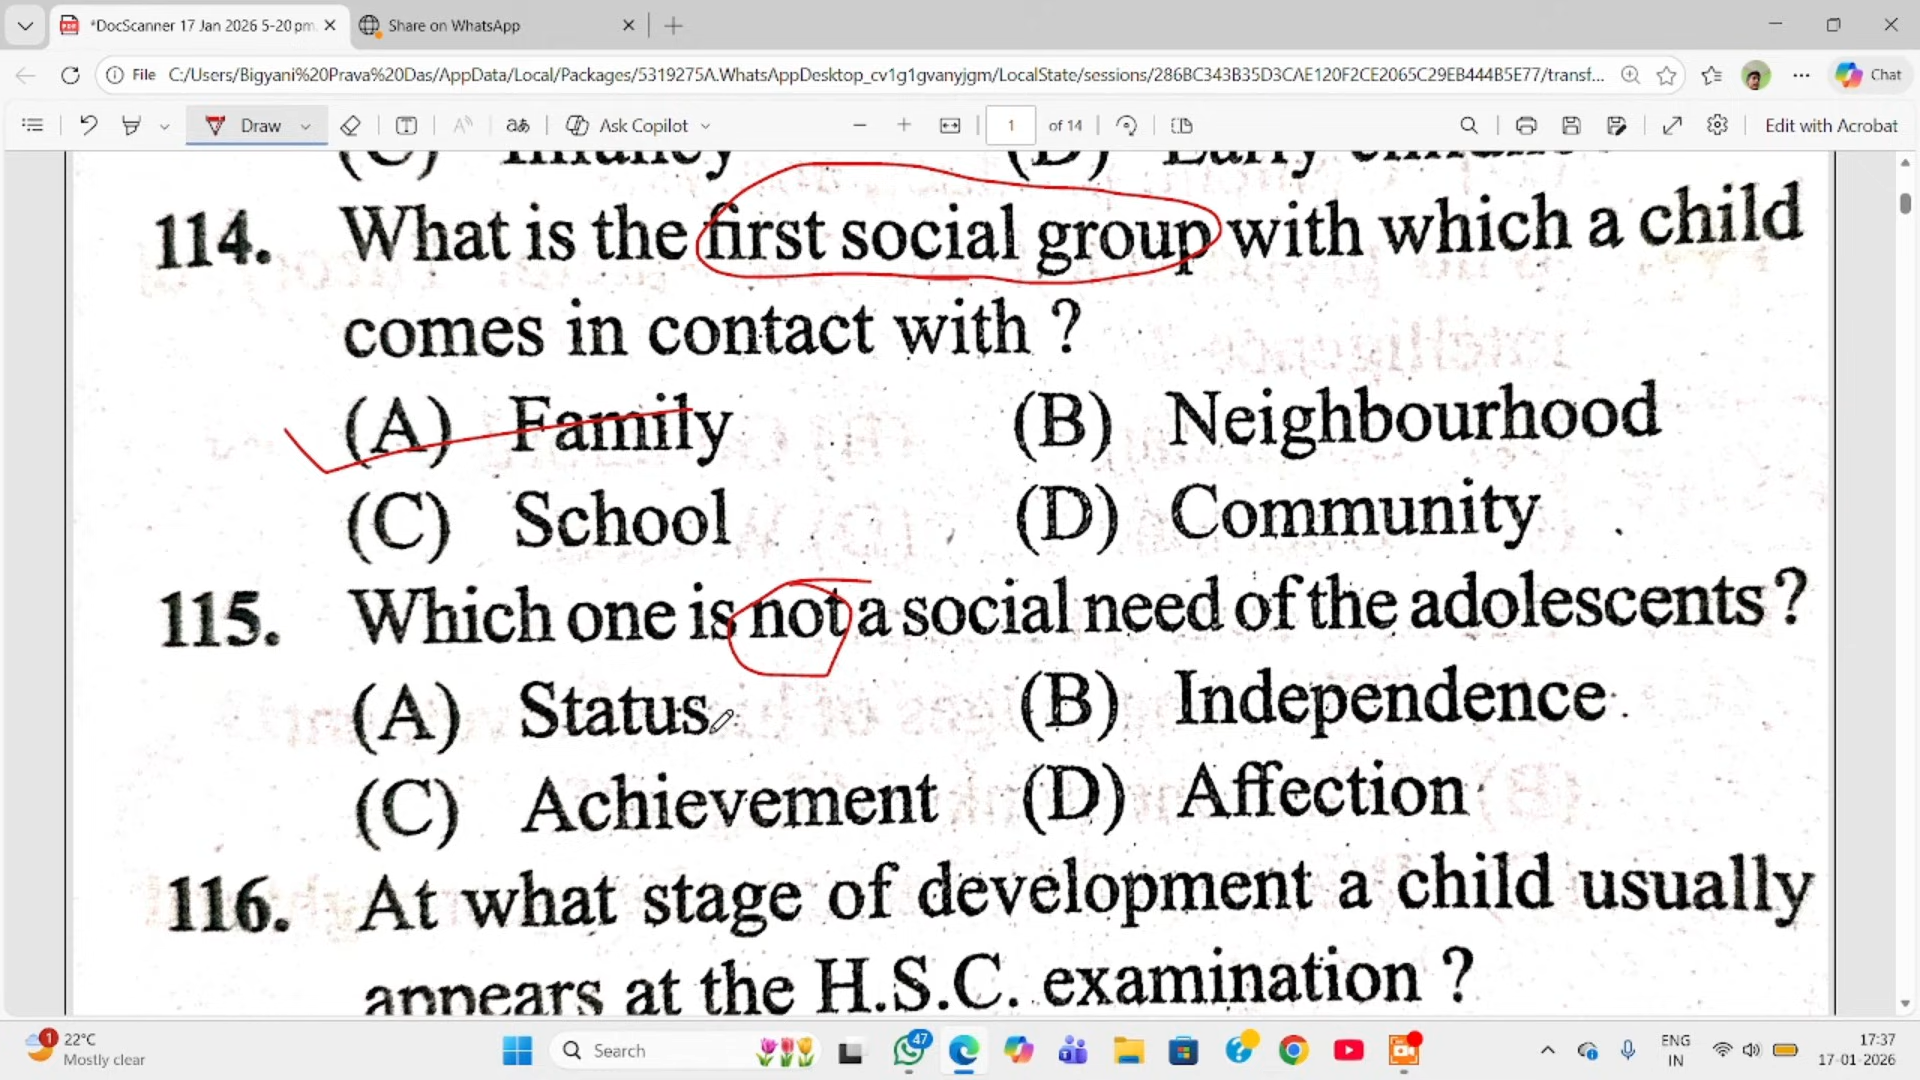 *DocScanner 17 Jan 2026 5-20 pm.
Share on WhatsApp
File C:/Users/Bigyani%20Prava%20Das/AppData/Local/Packages/5319275A.WhatsAppDesktop_cv1g1gvanyjgm/LocalState/sessions/286BC343B35D3CAE120F2CE2065C29EB444B5E77/transf...
Chat
Draw
Ask Copilot
1 of 14
Edit with Acrobat
(C) Infancy (D) Early
114. What is the first social group with which a child
comes in contact with ?
(A) Family (B) Neighbourhood
(C) School (D) Community
115. Which one is not a social need of the adolescents ?
(A) Status (B) Independence
(C) Achievement (D) Affection
116. At what stage of development a child usually
appears at the H.S.C. examination ?
1
22°C
Mostly clear
Search
47
ENG
IN
17:37
17-01-2026